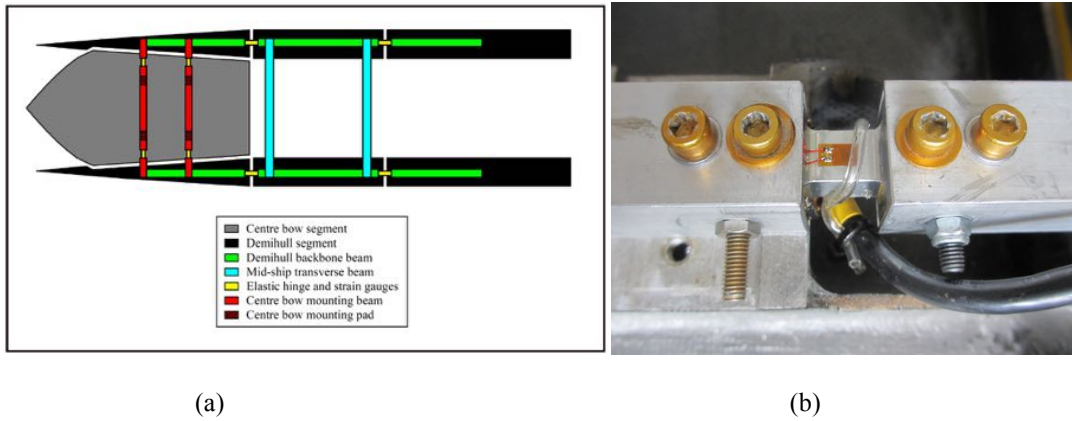 Centre bow segment
Demihull segment
Demihull backbone beam
Mid-ship transverse beam
Elastic hinge and strain gauges
Centre bow mounting beam
Centre bow mounting pad
(a)
(b)